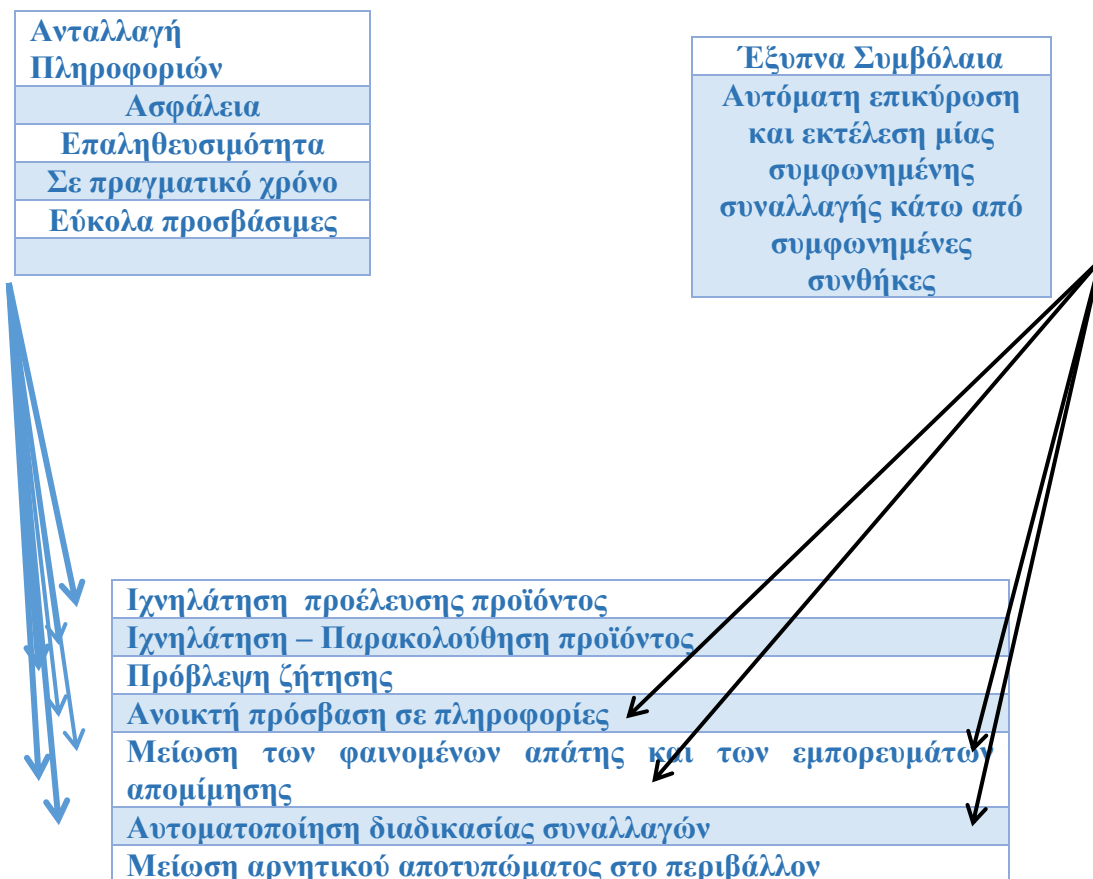 Ανταλλαγή
Πληροφοριών
Ασφάλεια
Επαληθευσιμότητα
Σε πραγματικό χρόνο
Εύκολα προσβάσιμες
Έξυπνα Συμβόλαια
Αυτόματη επικύρωση
και εκτέλεση μίας
συμφωνημένης
συναλλαγής κάτω από
συμφωνημένες
συνθήκες
Ιχνηλάτηση προέλευσης προϊόντος
Ιχνηλάτηση – Παρακολούθηση προϊόντος
Πρόβλεψη ζήτησης
Ανοικτή πρόσβαση σε πληροφορίες
Μείωση των φαινομένων απάτης και των εμπορευμάτων
απομίμησης
Αυτοματοποίηση διαδικασίας συναλλαγών
Μείωση αρνητικού αποτυπώματος στο περιβάλλον